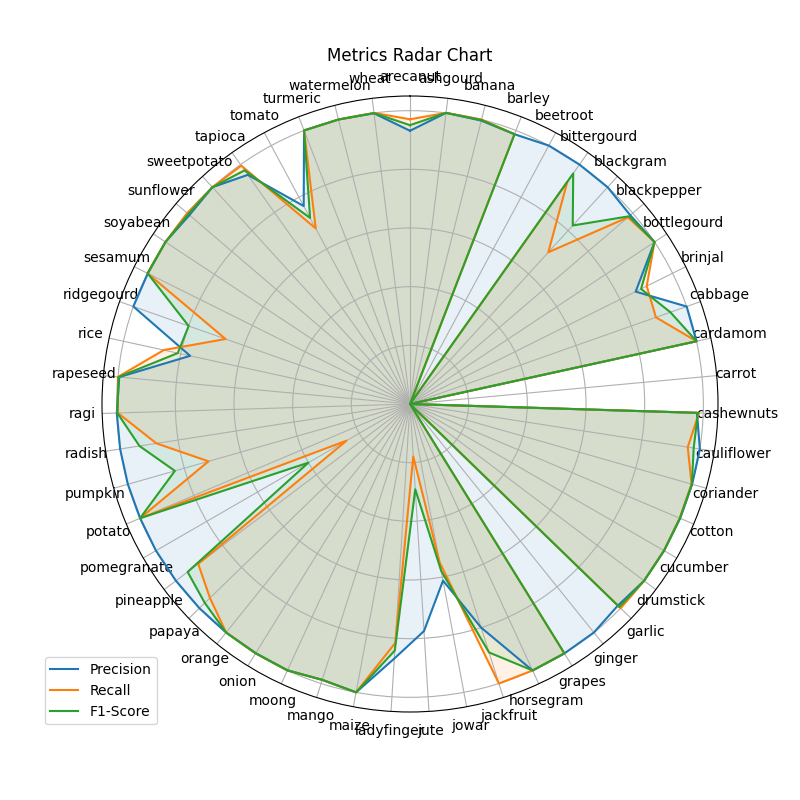 Metrics Radar Chart
arecanut
ashgourd
banana
barley
beetroot
bittergourd
blackgram
blackpepper
bottlegourd
brinjal
cabbage
cardamom
carrot
cashewnuts
cauliflower
coriander
cotton
cucumber
drumstick
garlic
ginger
grapes
horsegram
jackfruit
jowar
jute
ladyfinger
maize
mango
moong
onion
orange
papaya
pineapple
pomegranate
potato
pumpkin
radish
ragi
rapeseed
rice
ridgegourd
sesamum
soyabean
sunflower
sweetpotato
tapioca
tomato
turmeric
watermelon
wheat
Precision
Recall
F1-Score